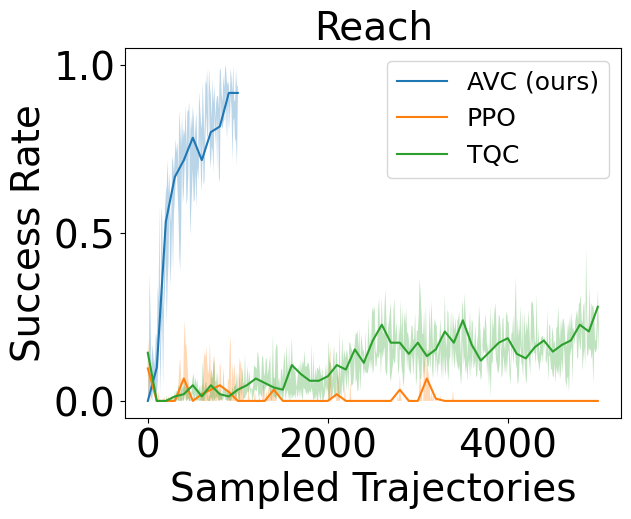 Reach
AVC (ours)
PPO
TQC
Success Rate
1.0
0.5
0.0
0 2000 4000
Sampled Trajectories